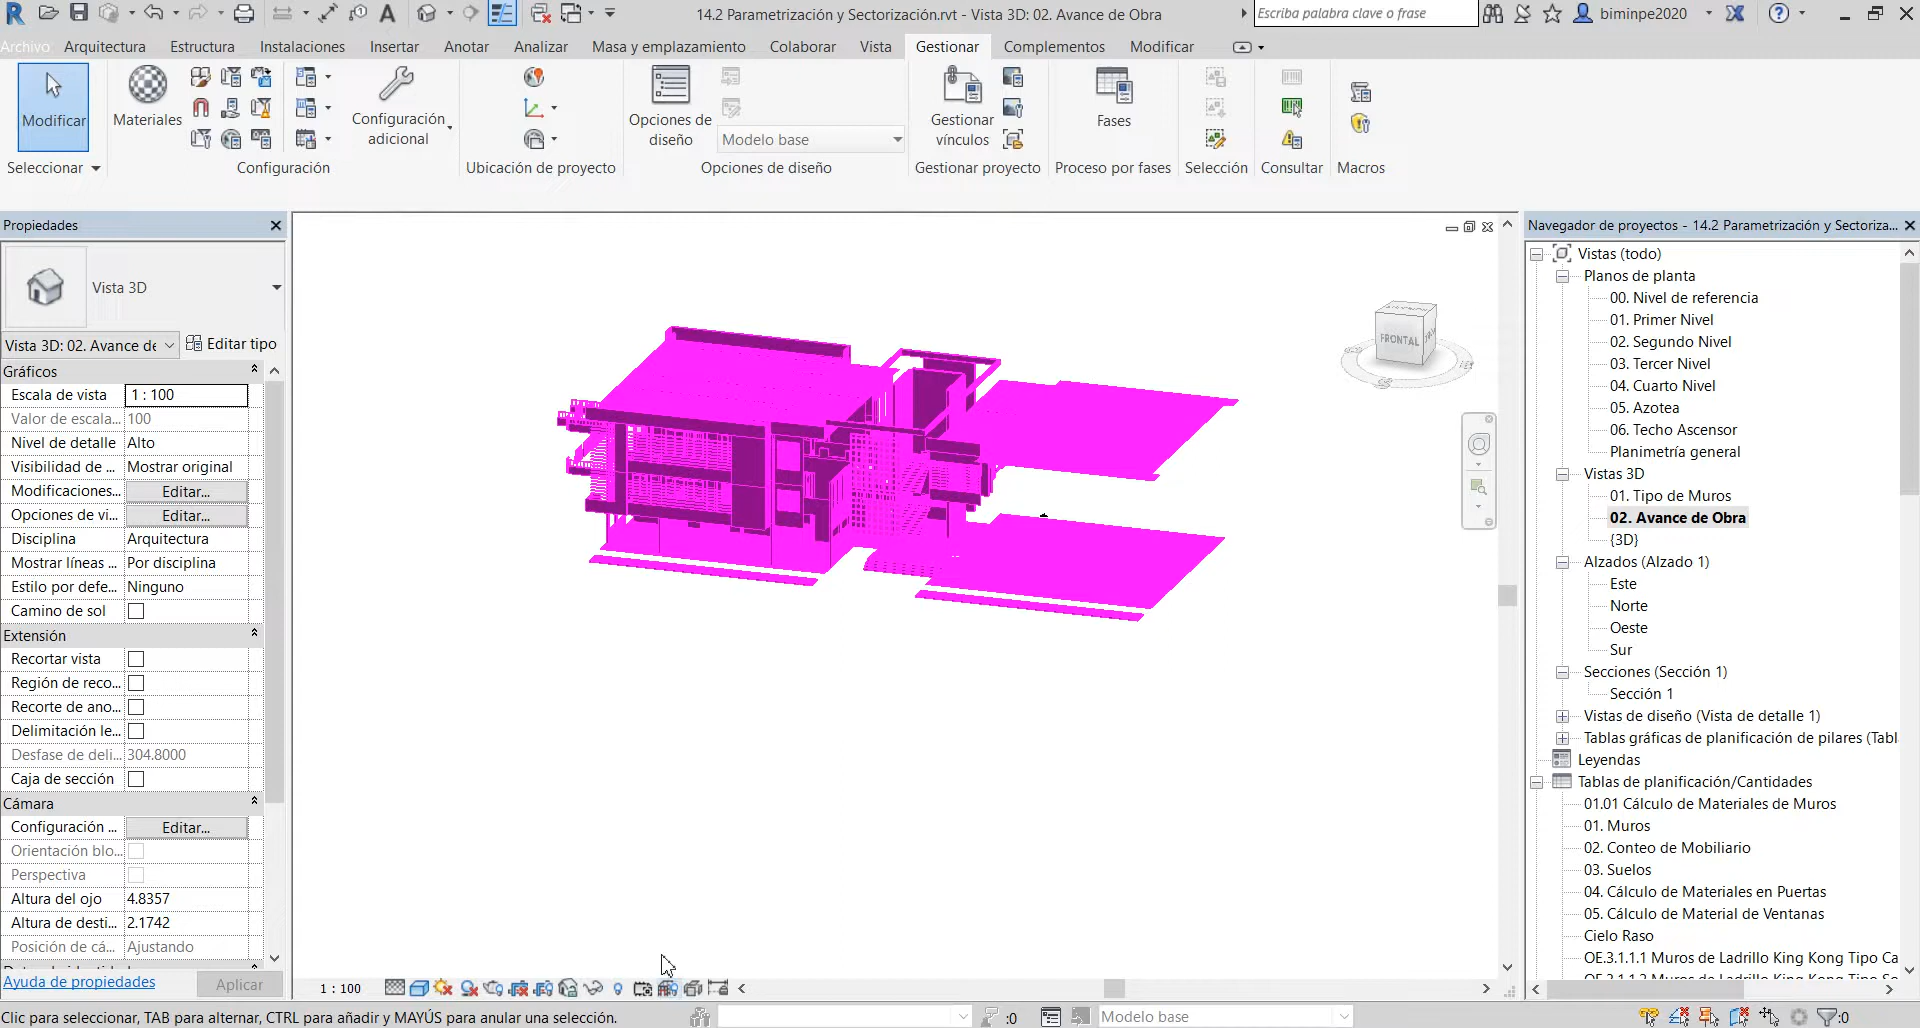 14.2 Parametrización y Sectorización.rvt - Vista 3D: 02. Avance de Obra
Escriba palabra clave o frase
biminpe2020
Archivo Arquitectura Estructura Instalaciones Insertar Anotar Analizar Masa y emplazamiento Colaborar Vista Gestionar Complementos Modificar
Modificar
Materiales
Configuración adicional
Opciones de diseño
Modelo base
Gestionar vínculos
Fases
Seleccionar
Configuración
Ubicación de proyecto
Opciones de diseño
Gestionar proyecto
Proceso por fases
Selección
Consultar
Macros
Propiedades
Vista 3D
Vista 3D: 02. Avance de
Editar tipo
Gráficos
Escala de vista 1 : 100
Valor de escala... 100
Nivel de detalle Alto
Visibilidad de ... Mostrar original
Modificaciones... Editar...
Opciones de vi... Editar...
Disciplina Arquitectura
Mostrar líneas ... Por disciplina
Estilo por defe... Ninguno
Camino de sol
Extensión
Recortar vista
Región de reco...
Recorte de ano...
Delimitación le...
Desfase de deli... 304.8000
Caja de sección
Cámara
Configuración ... Editar...
Orientación blo...
Perspectiva
Altura del ojo 4.8357
Altura de desti... 2.1742
Posición de cá... Ajustando
Ayuda de propiedades
Aplicar
FRONTAL
1 : 100
Navegador de proyectos - 14.2 Parametrización y Sectoriza...
Vistas (todo)
Planos de planta
00. Nivel de referencia
01. Primer Nivel
02. Segundo Nivel
03. Tercer Nivel
04. Cuarto Nivel
05. Azotea
06. Techo Ascensor
Planimetría general
Vistas 3D
01. Tipo de Muros
02. Avance de Obra
{3D}
Alzados (Alzado 1)
Este
Norte
Oeste
Sur
Secciones (Sección 1)
Sección 1
Vistas de diseño (Vista de detalle 1)
Tablas gráficas de planificación de pilares (Tabl
Leyendas
Tablas de planificación/Cantidades
01.01 Cálculo de Materiales de Muros
01. Muros
02. Conteo de Mobiliario
03. Suelos
04. Cálculo de Materiales en Puertas
05. Cálculo de Material de Ventanas
Cielo Raso
OE.3.1.1.1 Muros de Ladrillo King Kong Tipo Ca
Clic para seleccionar, TAB para alternar, CTRL para añadir y MAYÚS para anular una selección.
:0
Modelo base
:0